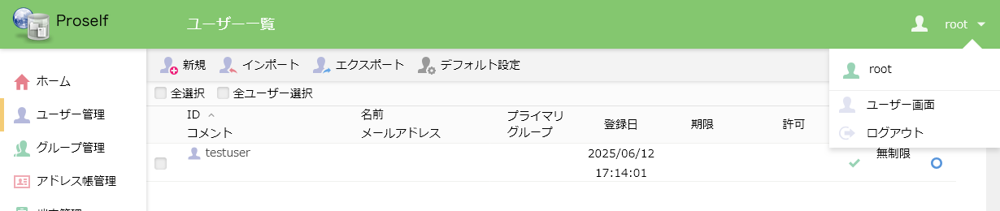 Proself
ユーザー一覧
root
root
ユーザー画面
ログアウト
ホーム
ユーザー管理
グループ管理
アドレス帳管理
新規
インポート
エクスポート
デフォルト設定
全選択
全ユーザー選択
ID
コメント
名前
メールアドレス
プライマリ
グループ
登録日
期限
許可
testuser
2025/06/12
17:14:01
無制限